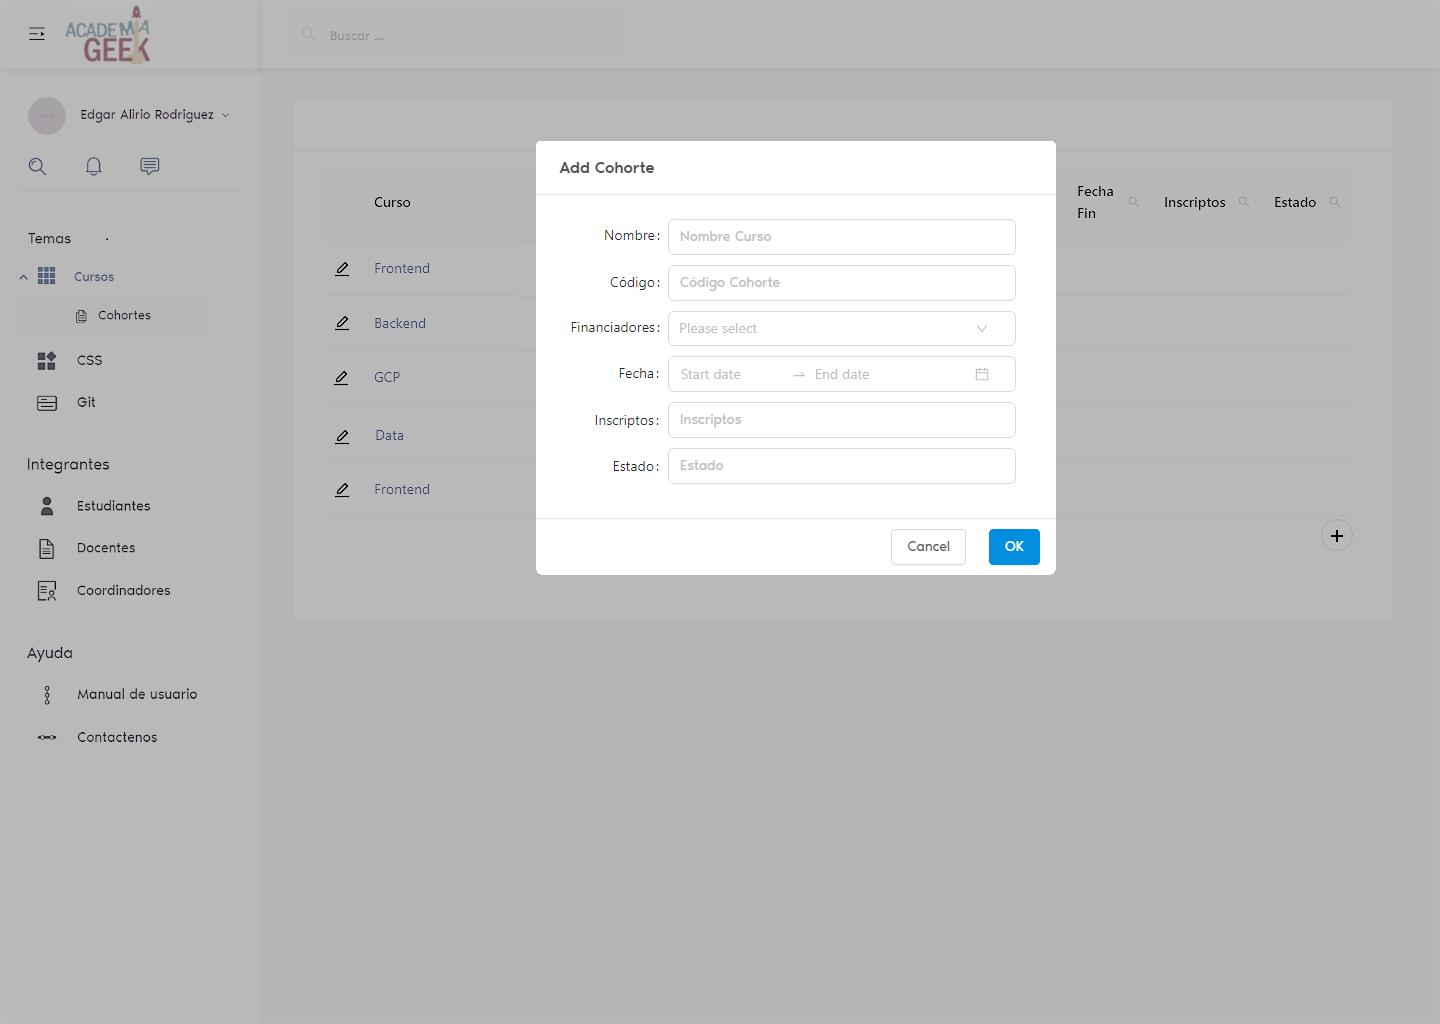 ACADEMIA
GEEK
Buscar ...
Edgar Alirio Rodriguez
Temas
Cursos
Cohortes
CSS
Git
Integrantes
Estudiantes
Docentes
Coordinadores
Ayuda
Manual de usuario
Contactenos
Curso
Fecha
Fin
Inscriptos
Estado
Frontend
Backend
GCP
Data
Frontend
Add Cohorte
Nombre: Nombre Curso
Código: Código Cohorte
Financiadores: Please select
Fecha: Start date End date
Inscriptos: Inscriptos
Estado: Estado
Cancel OK